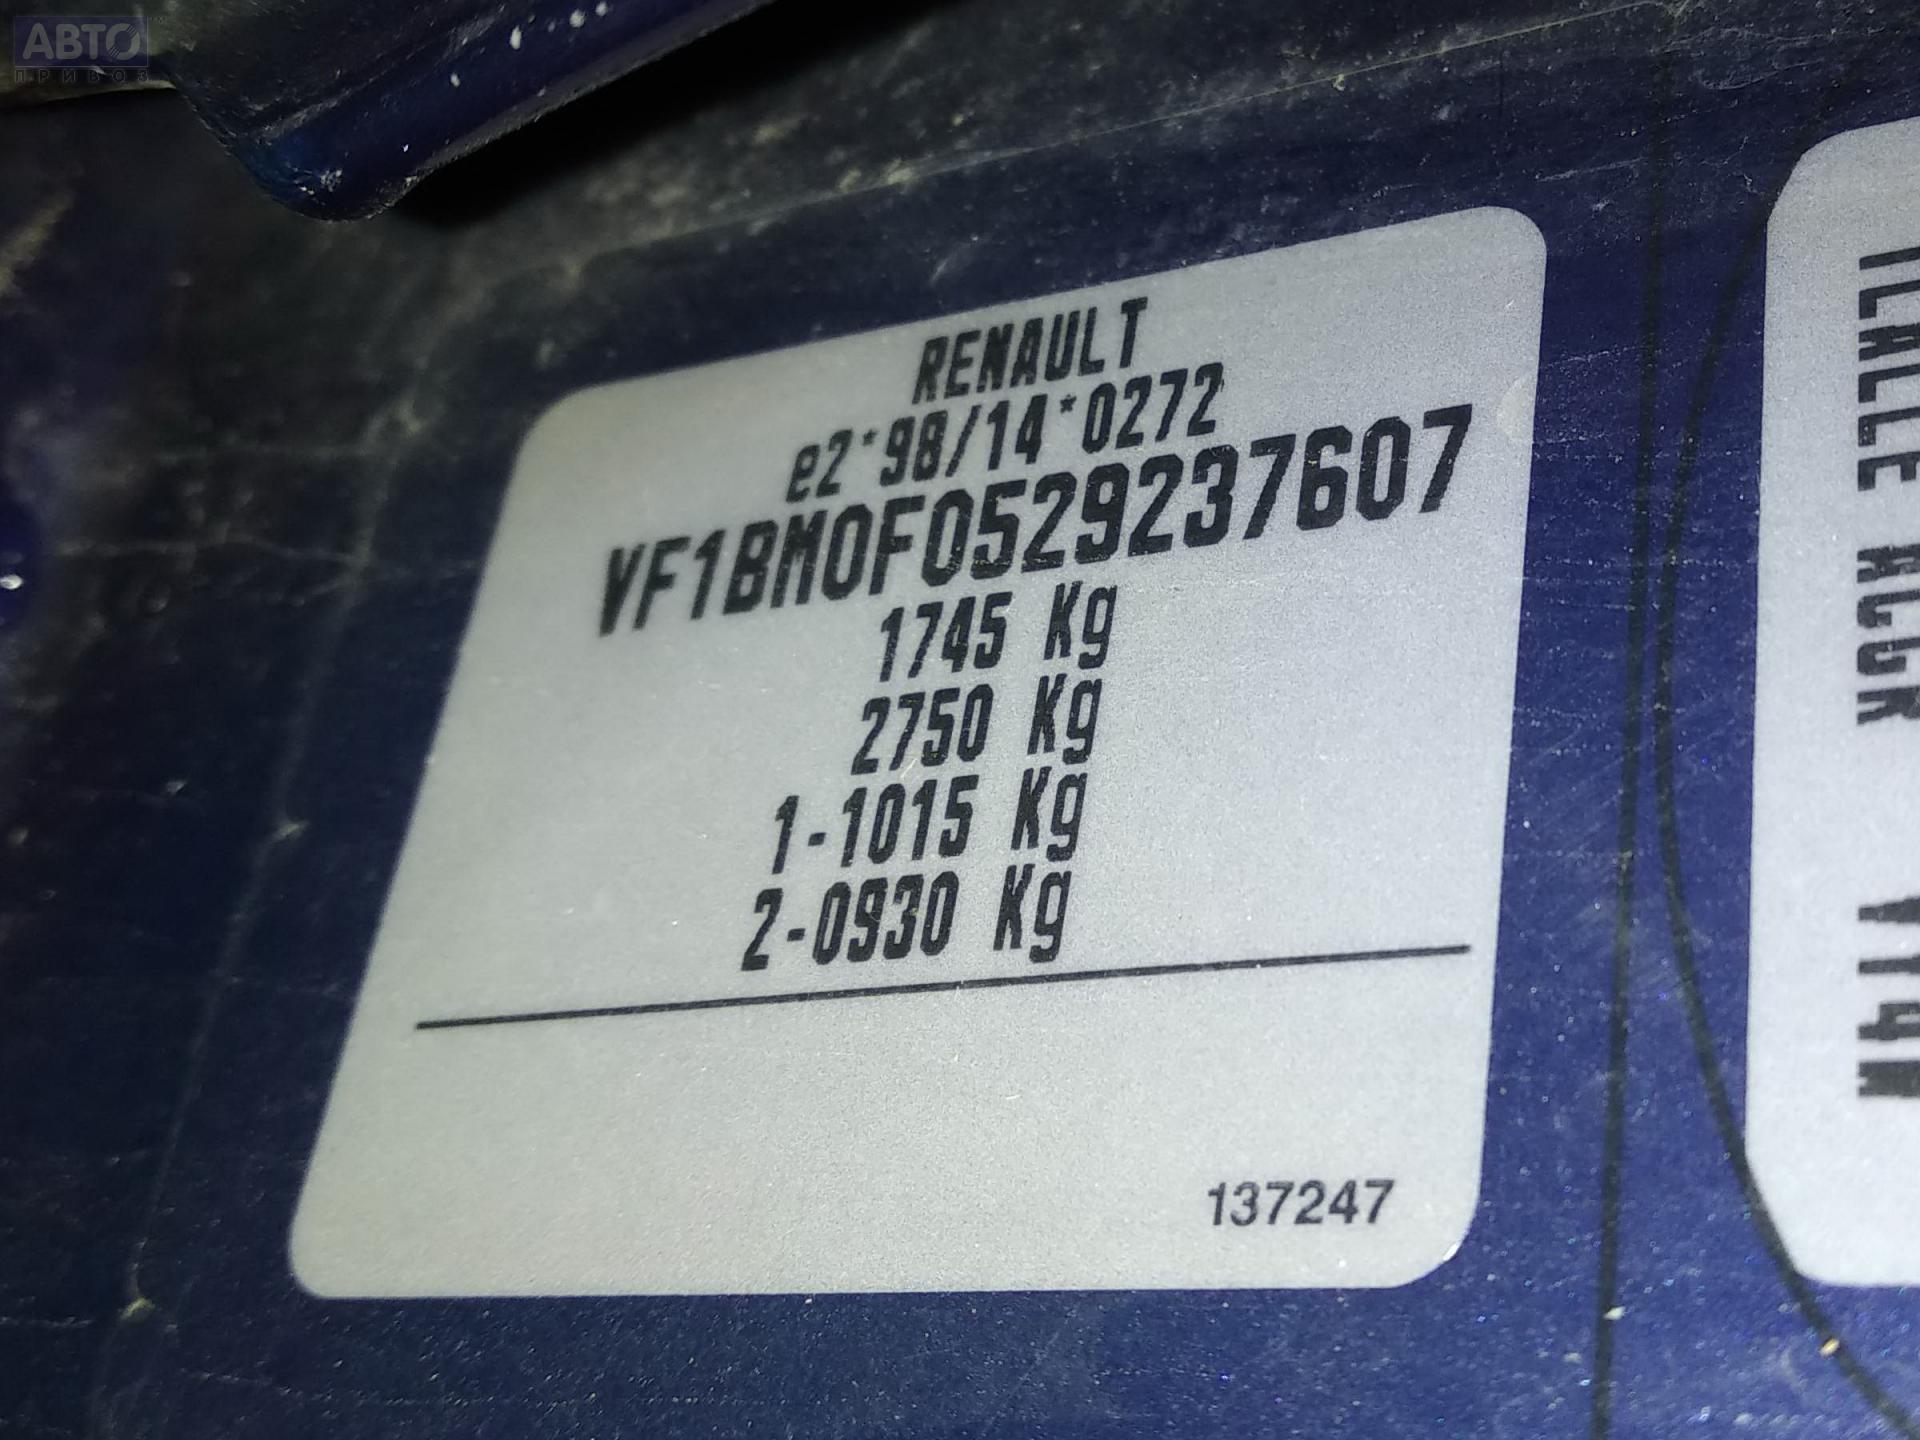 АВТО
ПРИВОЗ
RENAULT
e2*98/14*0272
VF1BM0F0529237607
1745 Kg
2750 Kg
1-1015 Kg
2-0930 Kg
137247